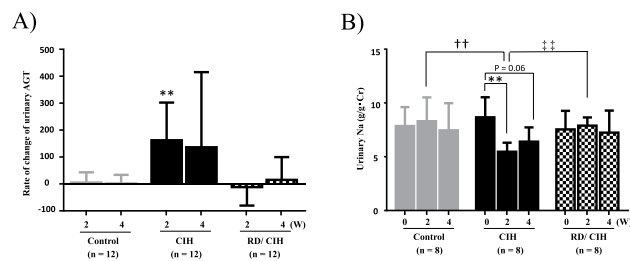 A)
Rate of change of urinary AGT
500
400
300
200
100
0
-100
**
2 4 2 4 2 4 (W)
Control CIH RD/ CIH
(n = 12) (n = 12) (n = 12)
B)
Urinary Na (g/g・Cr)
15
10
5
0
†† ‡‡
P = 0.06
**
0 2 4 0 2 4 0 2 4 (W)
Control CIH RD/ CIH
(n = 8) (n = 8) (n = 8)